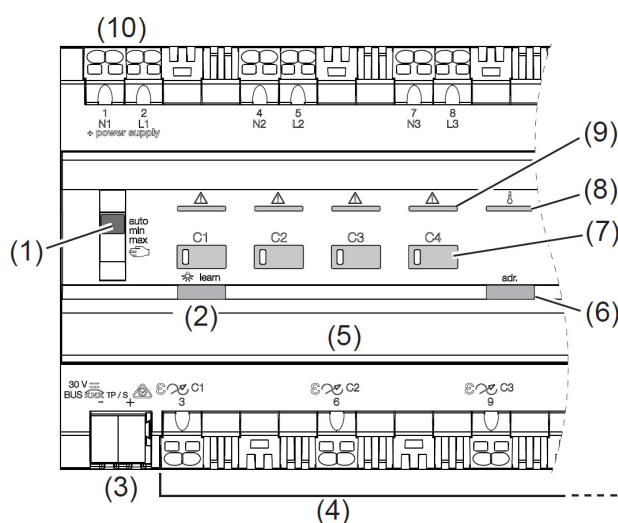 (10)
1 2 4 5 7 8
N1 L1 N2 L2 N3 L3
+ power supply
(9)
(8)
auto
min
max
(1)
C1 C2 C3 C4
(7)
learn adr.
(2)
(6)
(5)
30 V
BUS KNX TP / S
- +
C1 C2 C3
3 6 9
(3)
(4)